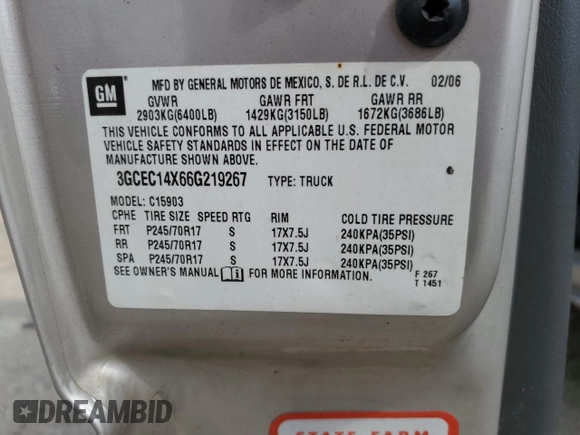 GM
MFD BY GENERAL MOTORS DE MEXICO, S. DE R.L. DE C.V. 02/06
GVWR GAWR FRT GAWR RR
2903KG(6400LB) 1429KG(3150LB) 1672KG(3686LB)
THIS VEHICLE CONFORMS TO ALL APPLICABLE U.S. FEDERAL MOTOR
VEHICLE SAFETY STANDARDS IN EFFECT ON THE DATE OF
MANUFACTURE SHOWN ABOVE.
3GCEC14X66G219267 TYPE: TRUCK
MODEL: C15903
CPHE TIRE SIZE SPEED RTG RIM COLD TIRE PRESSURE
FRT P245/70R17 S 17X7.5J 240KPA(35PSI)
RR P245/70R17 S 17X7.5J 240KPA(35PSI)
SPA P245/70R17 S 17X7.5J 240KPA(35PSI)
SEE OWNER'S MANUAL FOR MORE INFORMATION.
F 267
T 1451
STATE FARM
DREAMBID